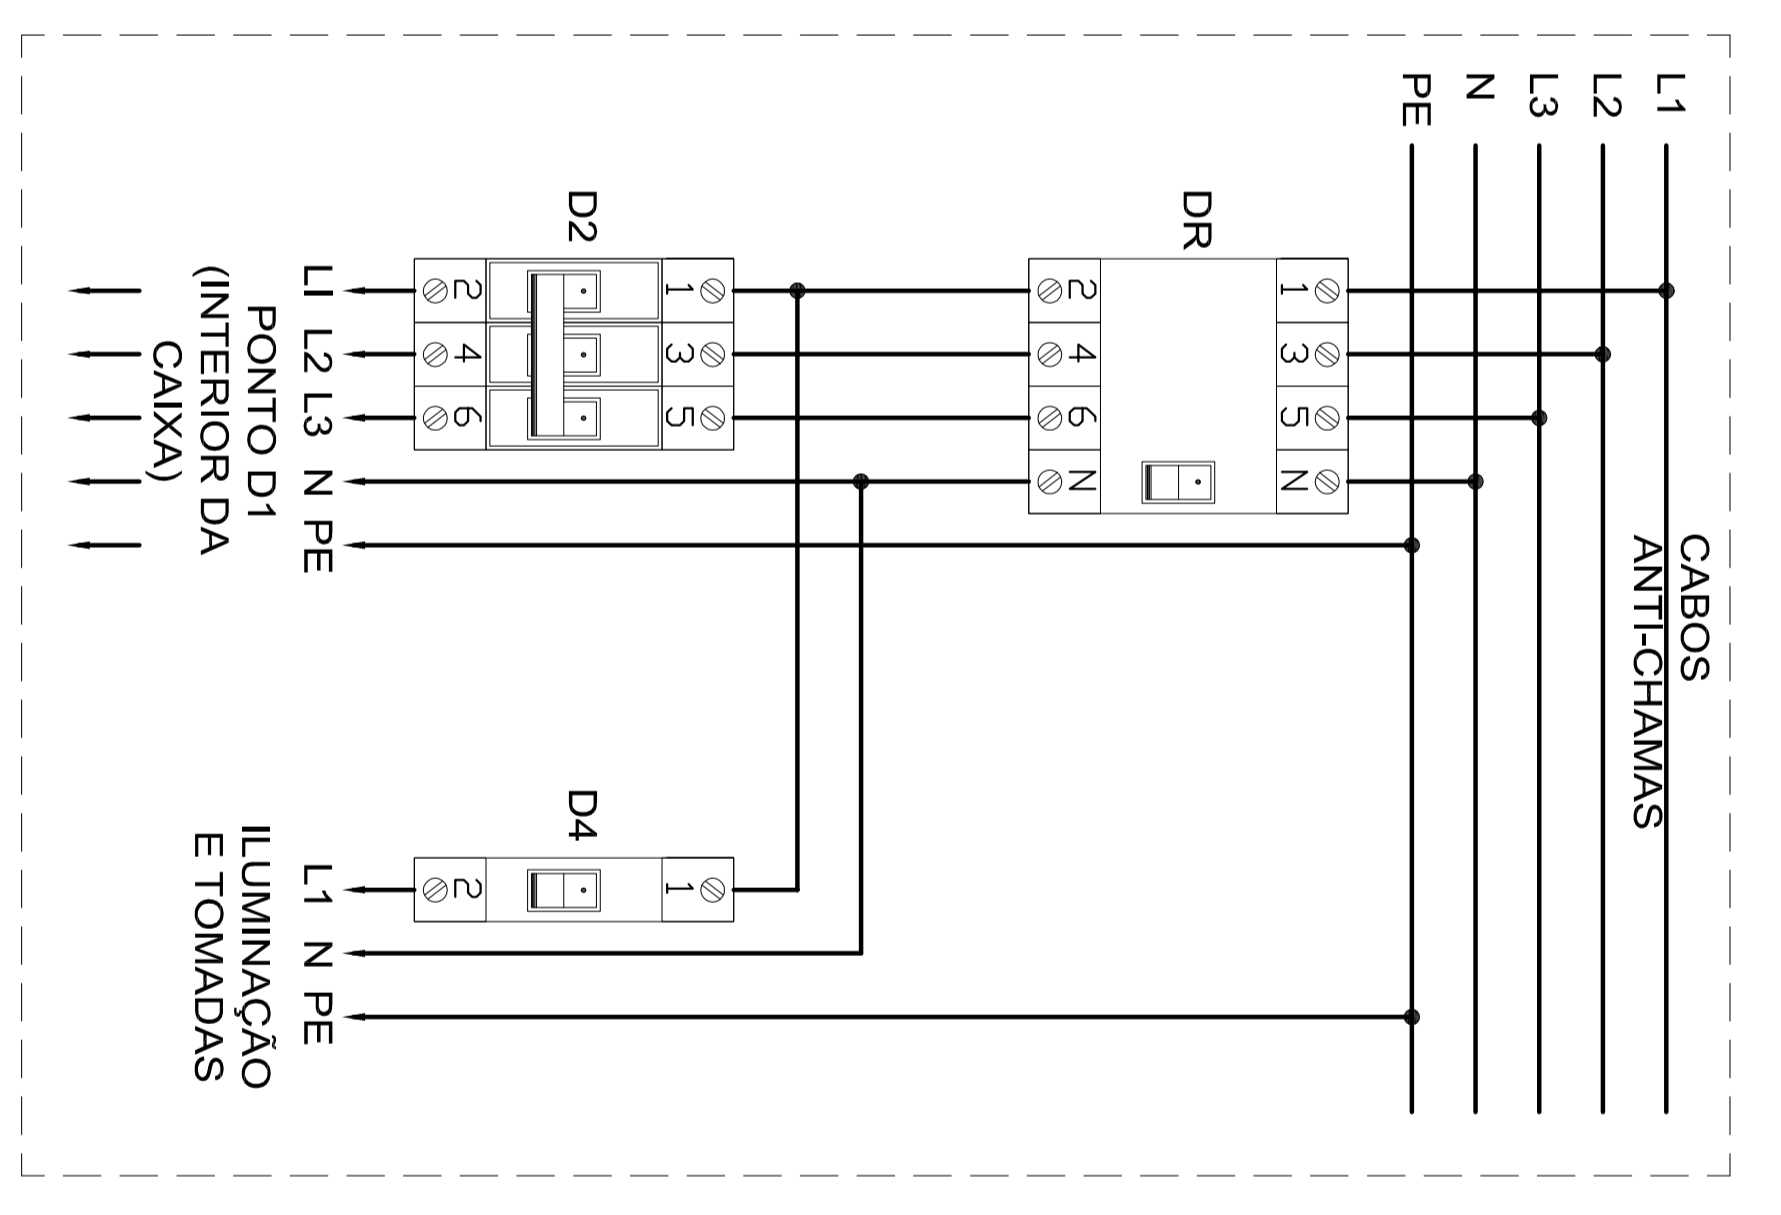 CABOS
ANTI-CHAMAS
L1
L2
L3
N
PE
1 3 5 N
DR
2 4 6 N
1 3 5
D2
2 4 6
LI L2 L3 N PE
PONTO D1
(INTERIOR DA
CAIXA)
1
D4
2
L1 N PE
ILUMINAÇÃO
E TOMADAS